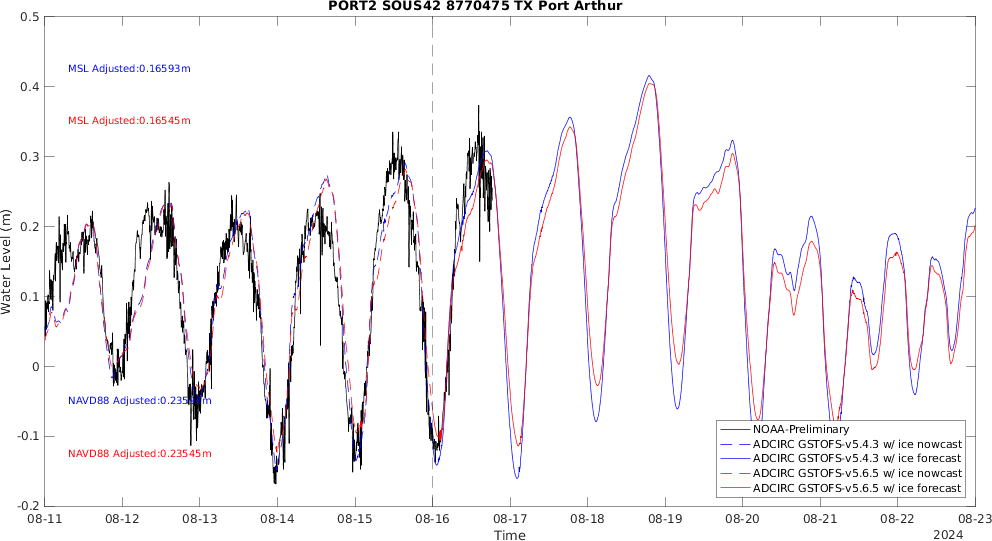 PORT2 SOUS42 8770475 TX Port Arthur
0.5
0.4
0.3
0.2
0.1
0
-0.1
-0.2
Water Level (m)
MSL Adjusted:0.16593m
MSL Adjusted:0.16545m
NAVD88 Adjusted:0.23
NAVD88 Adjusted:0.23545m
NOAA-Preliminary
ADCIRC GSTOFS-v5.4.3 w/ ice nowcast
ADCIRC GSTOFS-v5.4.3 w/ ice forecast
ADCIRC GSTOFS-v5.6.5 w/ ice nowcast
ADCIRC GSTOFS-v5.6.5 w/ ice forecast
08-11 08-12 08-13 08-14 08-15 08-16 08-17 08-18 08-19 08-20 08-21 08-22 08-23
Time
2024